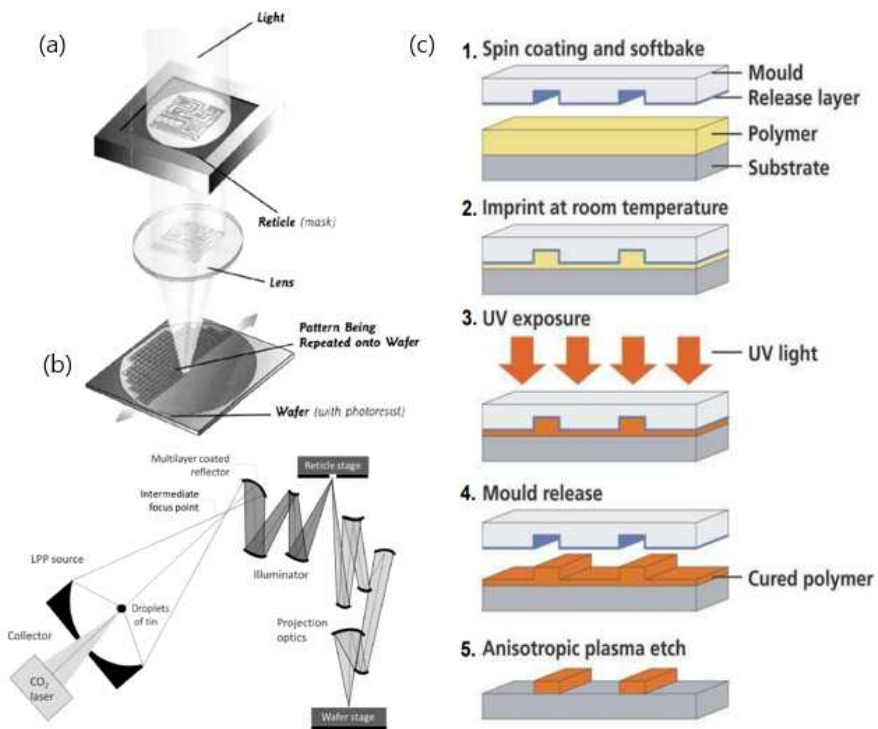 (a)
Light
Reticle (mask)
Lens
Pattern Being
Repeated onto Wafer
Wafer (with photoresist)
(b)
Multilayer coated
reflector
Intermediate
focus point
Reticle stage
LPP source
Illuminator
Droplets
of tin
Projection
optics
Collector
CO2
laser
Wafer stage
(c)
1. Spin coating and softbake
Mould
Release layer
Polymer
Substrate
2. Imprint at room temperature
3. UV exposure
UV light
4. Mould release
Cured polymer
5. Anisotropic plasma etch